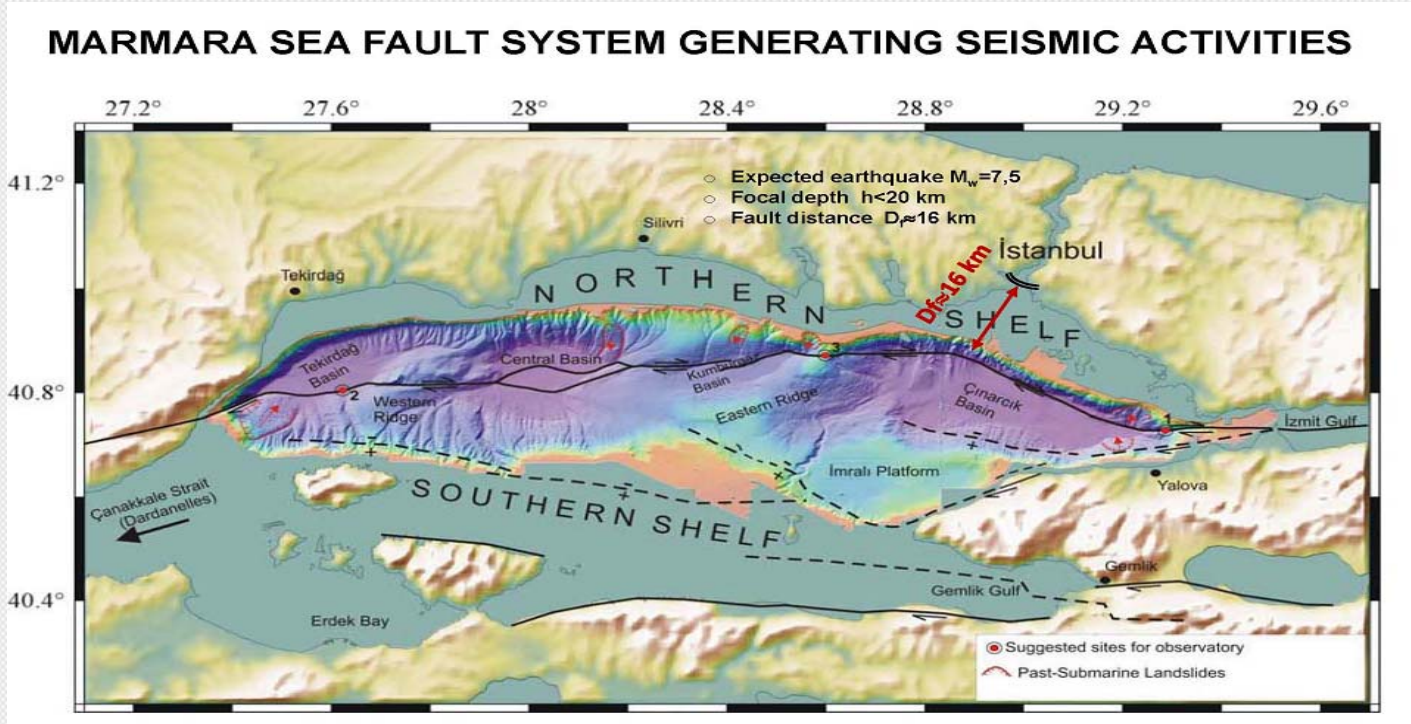 MARMARA SEA FAULT SYSTEM GENERATING SEISMIC ACTIVITIES
27.2° 27.6° 28° 28.4° 28.8° 29.2° 29.6°
41.2°
40.8°
40.4°
Expected earthquake Mw=7,5
Focal depth h<20 km
Fault distance Df≈16 km
Silivri
İstanbul
Tekirdağ
Df≈16 km
NORTHERN SHELF
Tekirdağ
Basin
Central Basin
Kumburgaz
Basin
3
2
Western
Ridge
Eastern Ridge
Çınarcık
Basin
1
İzmit Gulf
İmralı Platform
Yalova
Çanakkale Strait
(Dardanelles)
SOUTHERN SHELF
Gemlik
Gemlik Gulf
Erdek Bay
Suggested sites for observatory
Past-Submarine Landslides